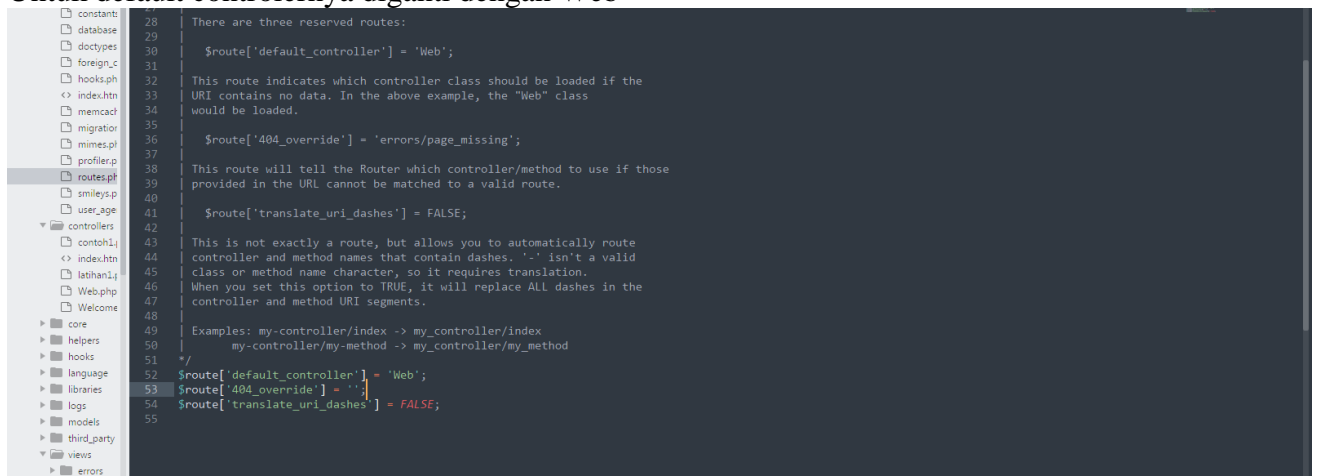 Untuk default controlernya diganti dengan Web
constants
database
doctypes
foreign_c
hooks.ph
index.htn
memcach
migration
mimes.ph
profiler.p
routes.ph
smileys.p
user_age
controllers
contoh1.
index.htn
latihan1.p
Web.php
Welcome
core
helpers
hooks
language
libraries
logs
models
third_party
views
errors
27 |
28 | There are three reserved routes:
29 |
30 | $route['default_controller'] = 'Web';
31 |
32 | This route indicates which controller class should be loaded if the
33 | URI contains no data. In the above example, the "Web" class
34 | would be loaded.
35 |
36 | $route['404_override'] = 'errors/page_missing';
37 |
38 | This route will tell the Router which controller/method to use if those
39 | provided in the URL cannot be matched to a valid route.
40 |
41 | $route['translate_uri_dashes'] = FALSE;
42 |
43 | This is not exactly a route, but allows you to automatically route
44 | controller and method names that contain dashes. '-' isn't a valid
45 | class or method name character, so it requires translation.
46 | When you set this option to TRUE, it will replace ALL dashes in the
47 | controller and method URI segments.
48 |
49 | Examples: my-controller/index -> my_controller/index
50 | my-controller/my-method -> my_controller/my_method
51 */
52 $route['default_controller'] = 'Web';
53 $route['404_override'] = '';
54 $route['translate_uri_dashes'] = FALSE;
55